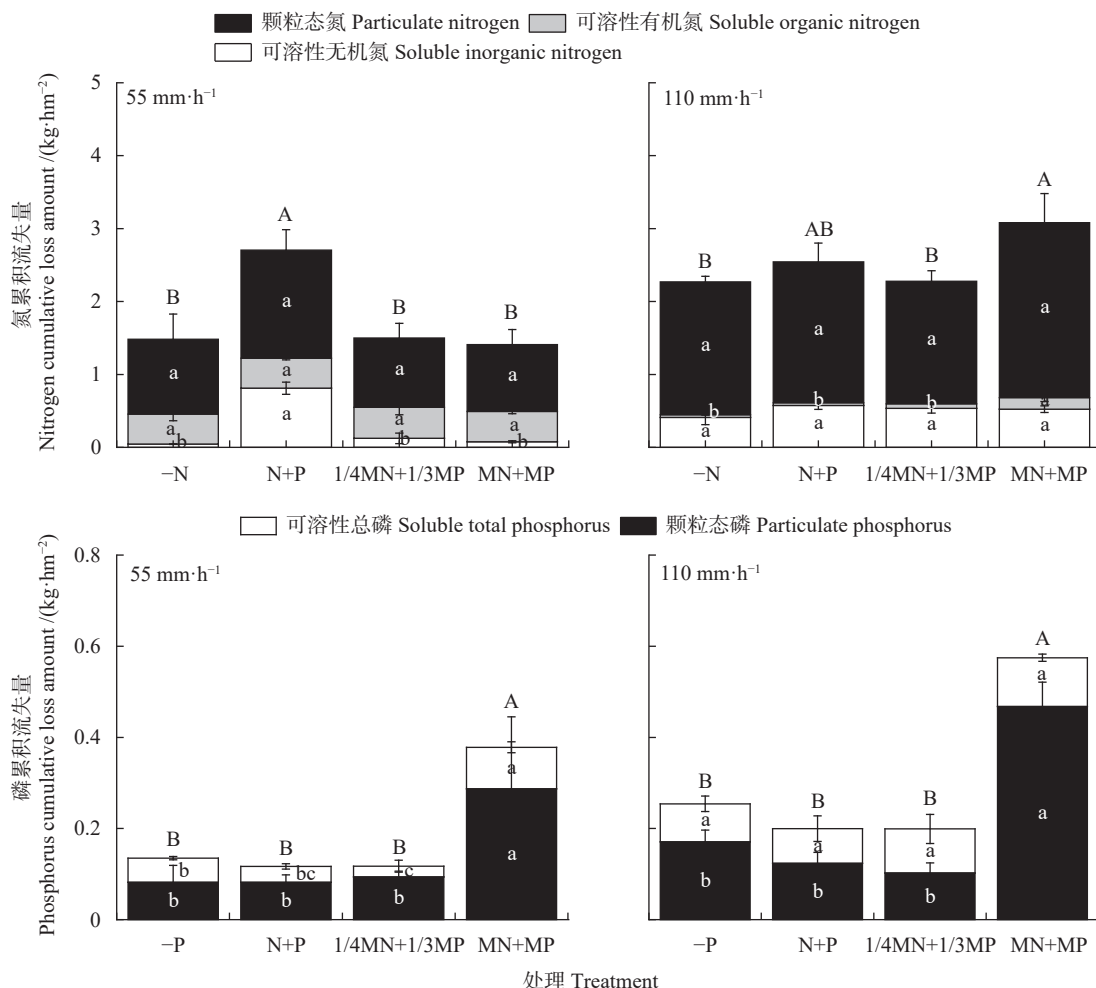 颗粒态氮 Particulate nitrogen 可溶性有机氮 Soluble organic nitrogen
可溶性无机氮 Soluble inorganic nitrogen
氮累积流失量
Nitrogen cumulative loss amount /(kg·hm⁻²)
5
4
3
2
1
0
55 mm·h⁻¹
B
A
B
B
a
a
a
a
a
a
a
a
b
a
b
b
−N
N+P
1/4MN+1/3MP
MN+MP
110 mm·h⁻¹
B
AB
B
A
a
a
a
a
b
b
b
a
a
a
a
a
−N
N+P
1/4MN+1/3MP
MN+MP
可溶性总磷 Soluble total phosphorus 颗粒态磷 Particulate phosphorus
磷累积流失量
Phosphorus cumulative loss amount /(kg·hm⁻²)
0.8
0.6
0.4
0.2
0
55 mm·h⁻¹
B
B
B
A
b
bc
c
a
b
b
b
a
−P
N+P
1/4MN+1/3MP
MN+MP
110 mm·h⁻¹
B
B
B
A
a
a
a
a
b
b
b
a
−P
N+P
1/4MN+1/3MP
MN+MP
处理 Treatment